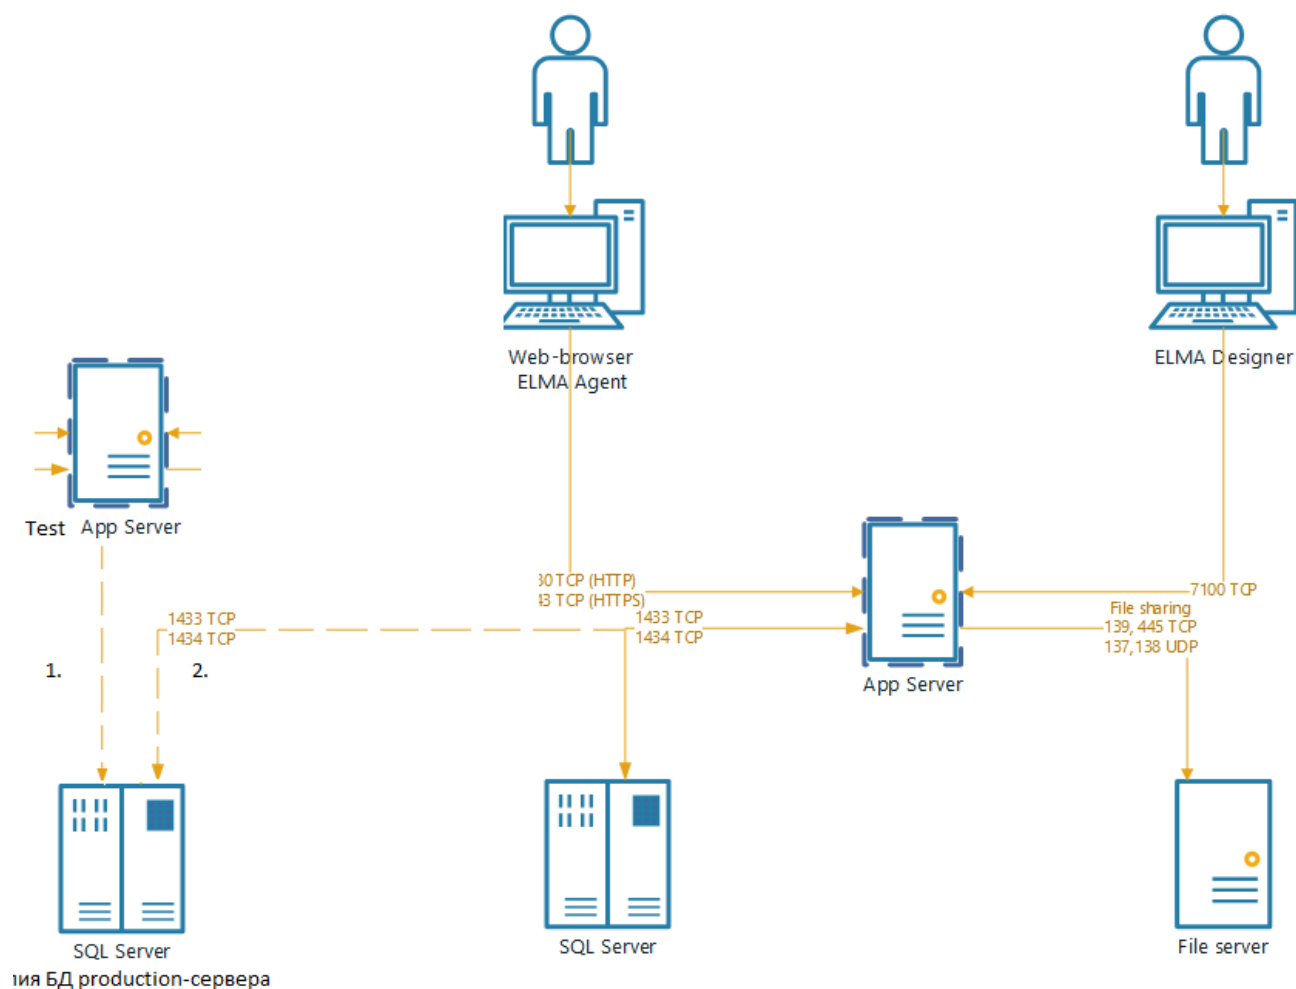 Web-browser
ELMA Agent
ELMA Designer
Test App Server
30 TCP (HTTP)
43 TCP (HTTPS)
7100 TCP
1433 TCP
1434 TCP
1433 TCP
1434 TCP
File sharing
139, 445 TCP
137,138 UDP
1.
2.
App Server
SQL Server
БД production-сервера
SQL Server
File server